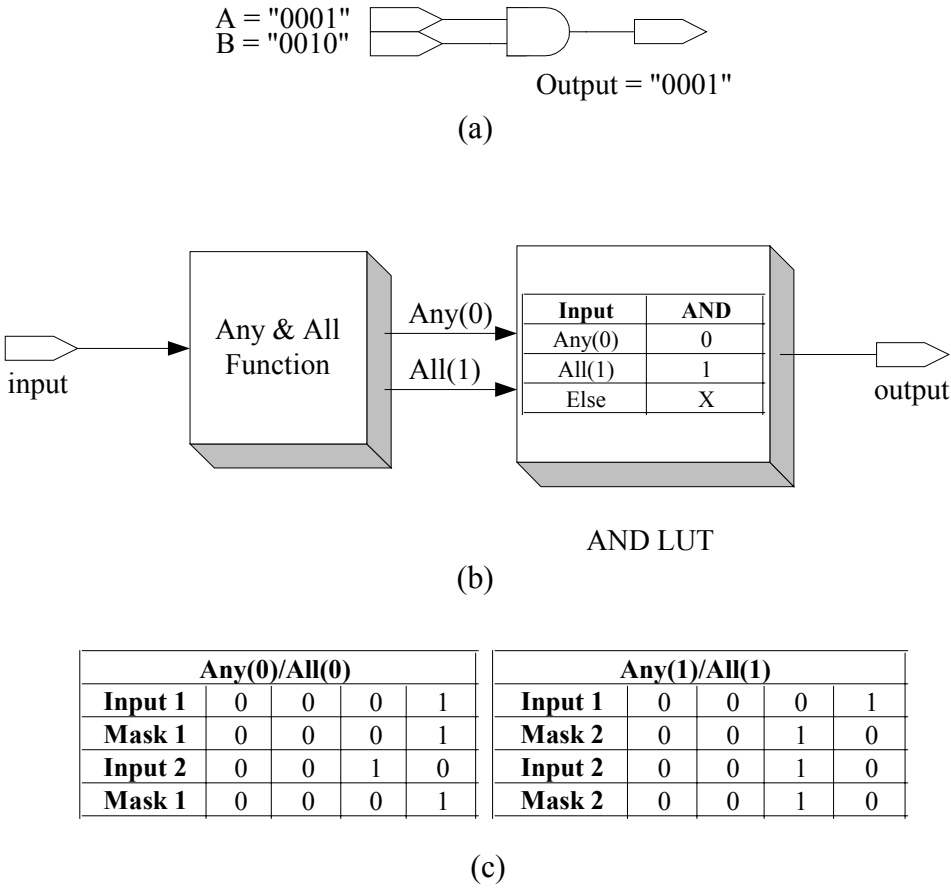 A = "0001"
B = "0010"
Output = "0001"
(a)
Any & All
Function
input
Any(0)
All(1)
Input AND
Any(0) 0
All(1) 1
Else X
output
AND LUT
(b)
Any(0)/All(0)
Input 1 0 0 0 1
Mask 1 0 0 0 1
Input 2 0 0 1 0
Mask 1 0 0 0 1
Any(1)/All(1)
Input 1 0 0 0 1
Mask 2 0 0 1 0
Input 2 0 0 1 0
Mask 2 0 0 1 0
(c)